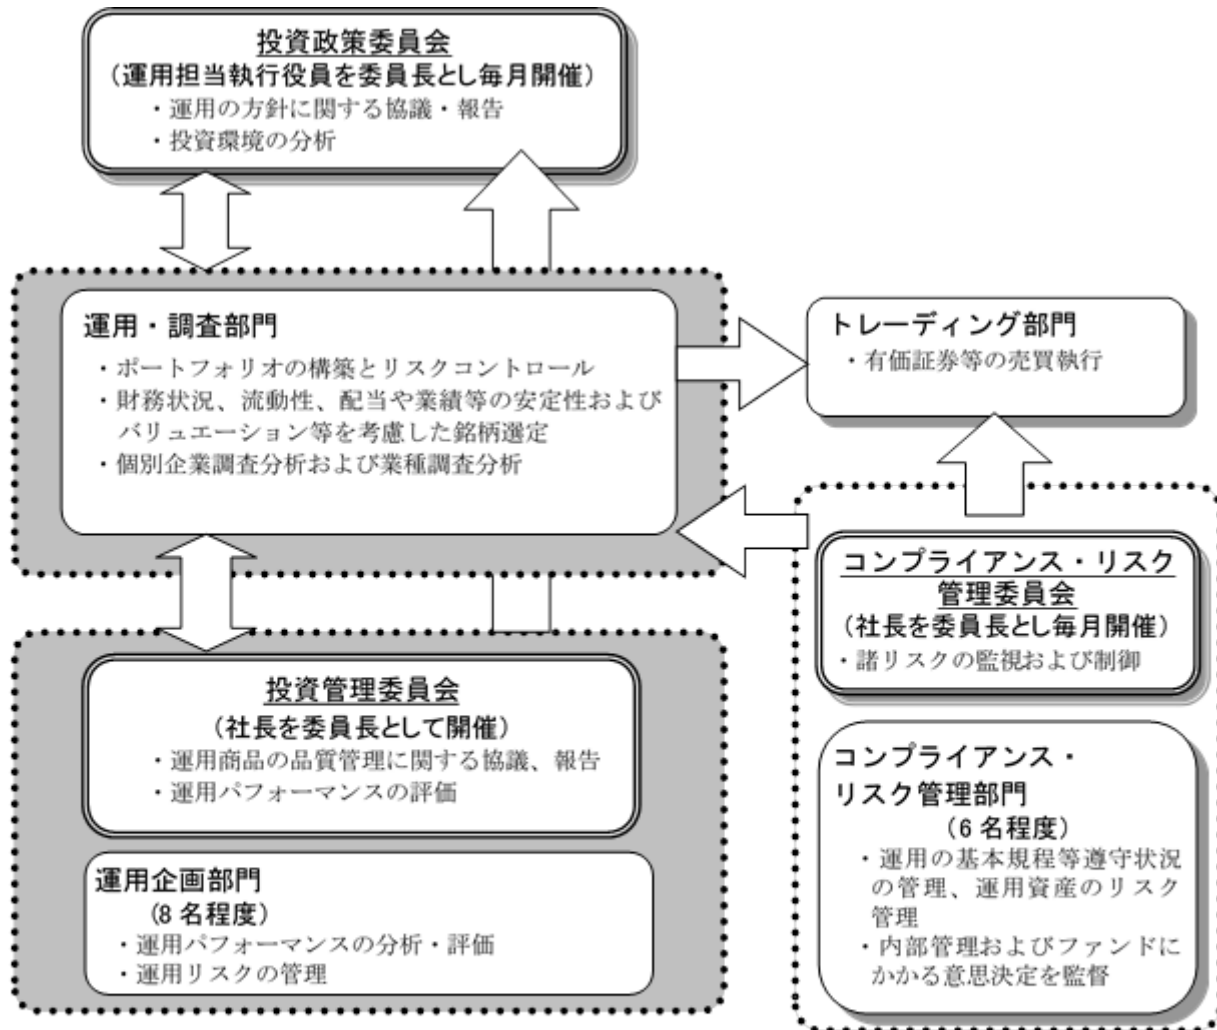 投資政策委員会
（運用担当執行役員を委員長とし毎月開催）
・運用の方針に関する協議・報告
・投資環境の分析
運用・調査部門
・ポートフォリオの構築とリスクコントロール
・財務状況、流動性、配当や業績等の安定性および
バリュエーション等を考慮した銘柄選定
・個別企業調査分析および業種調査分析
トレーディング部門
・有価証券等の売買執行
コンプライアンス・リスク
管理委員会
（社長を委員長とし毎月開催）
・諸リスクの監視および制御
投資管理委員会
（社長を委員長として開催）
・運用商品の品質管理に関する協議、報告
・運用パフォーマンスの評価
運用企画部門
（8 名程度）
・運用パフォーマンスの分析・評価
・運用リスクの管理
コンプライアンス・
リスク管理部門
（6 名程度）
・運用の基本規程等遵守状況
の管理、運用資産のリスク
管理
・内部管理およびファンドに
かかる意思決定を監督